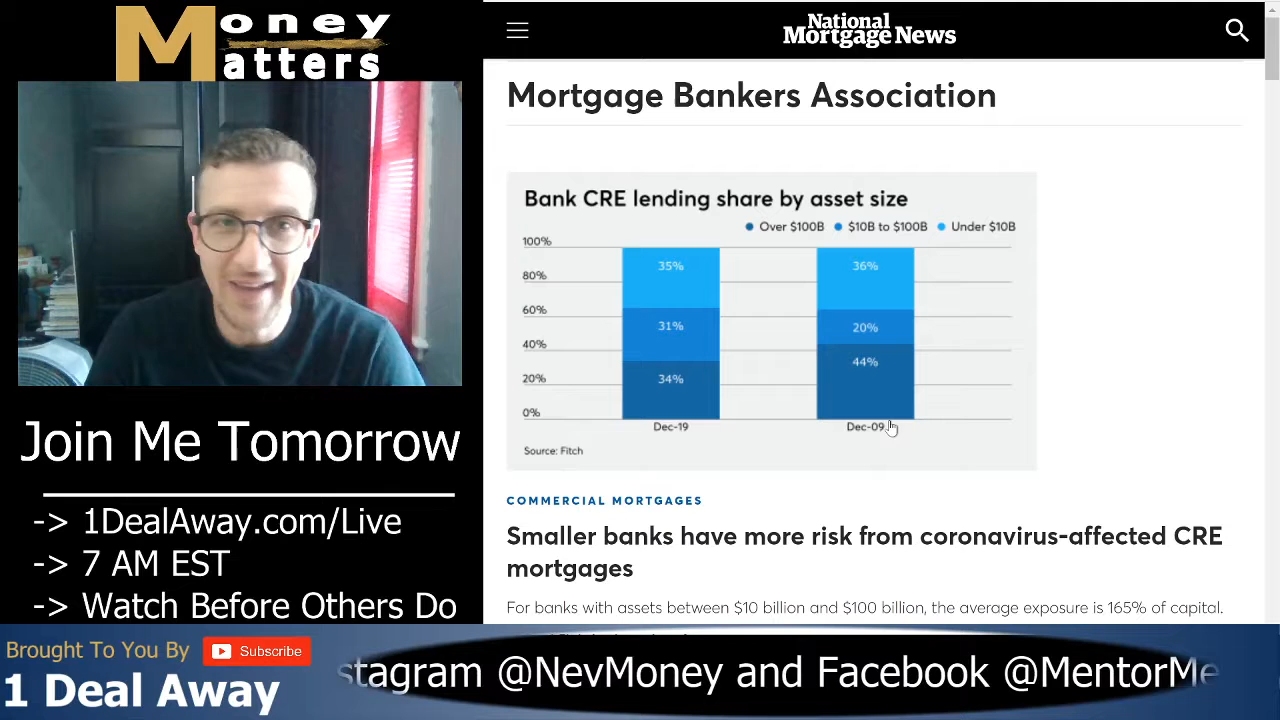 Money
Matters
Join Me Tomorrow
-> 1DealAway.com/Live
-> 7 AM EST
-> Watch Before Others Do
National
Mortgage News
Mortgage Bankers Association
Bank CRE lending share by asset size
Over $100B $10B to $100B Under $10B
100%
80%
60%
40%
20%
0%
35%
31%
34%
36%
20%
44%
Dec-19 Dec-09
Source: Fitch
COMMERCIAL MORTGAGES
Smaller banks have more risk from coronavirus-affected CRE
mortgages
For banks with assets between $10 billion and $100 billion, the average exposure is 165% of capital.
Brought To You By Subscribe
1 Deal Away
stagram @NevMoney and Facebook @MentorMe